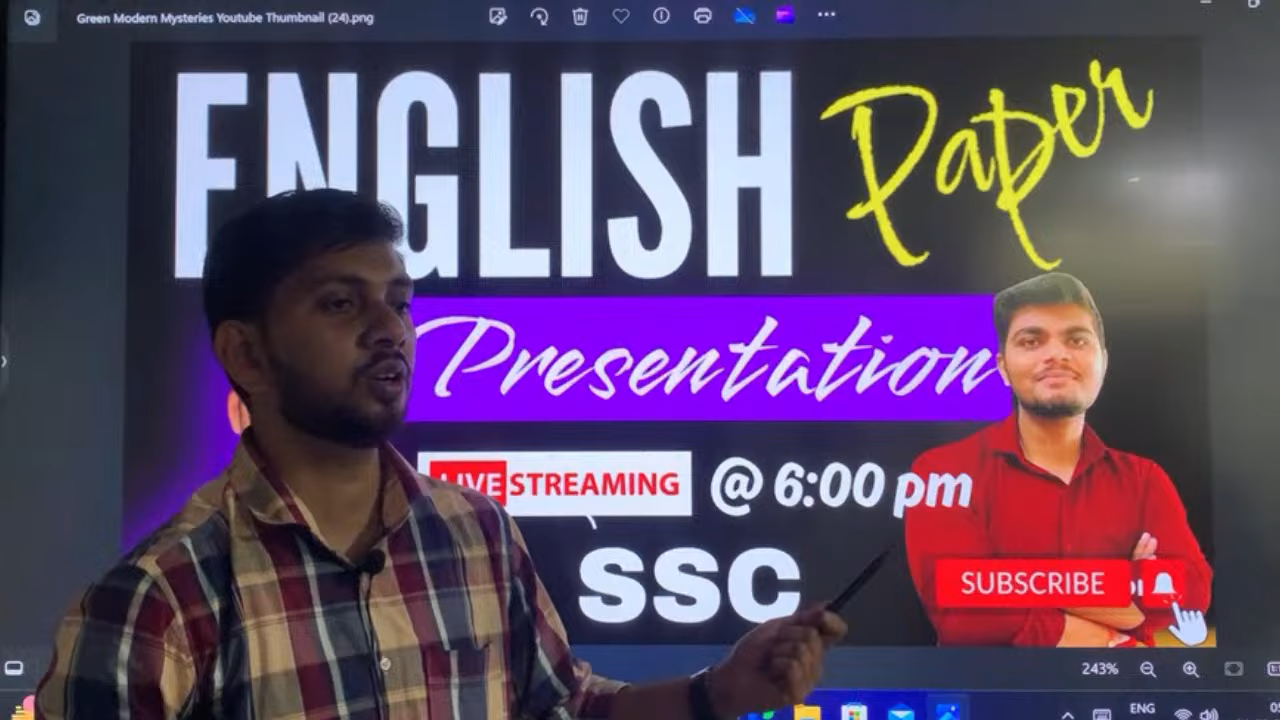 Green Modern Mysteries Youtube Thumbnail (24).png
ENGLISH Paper
Presentation
LIVE STREAMING @ 6:00 pm
SSC
SUBSCRIBE
243%
ENG